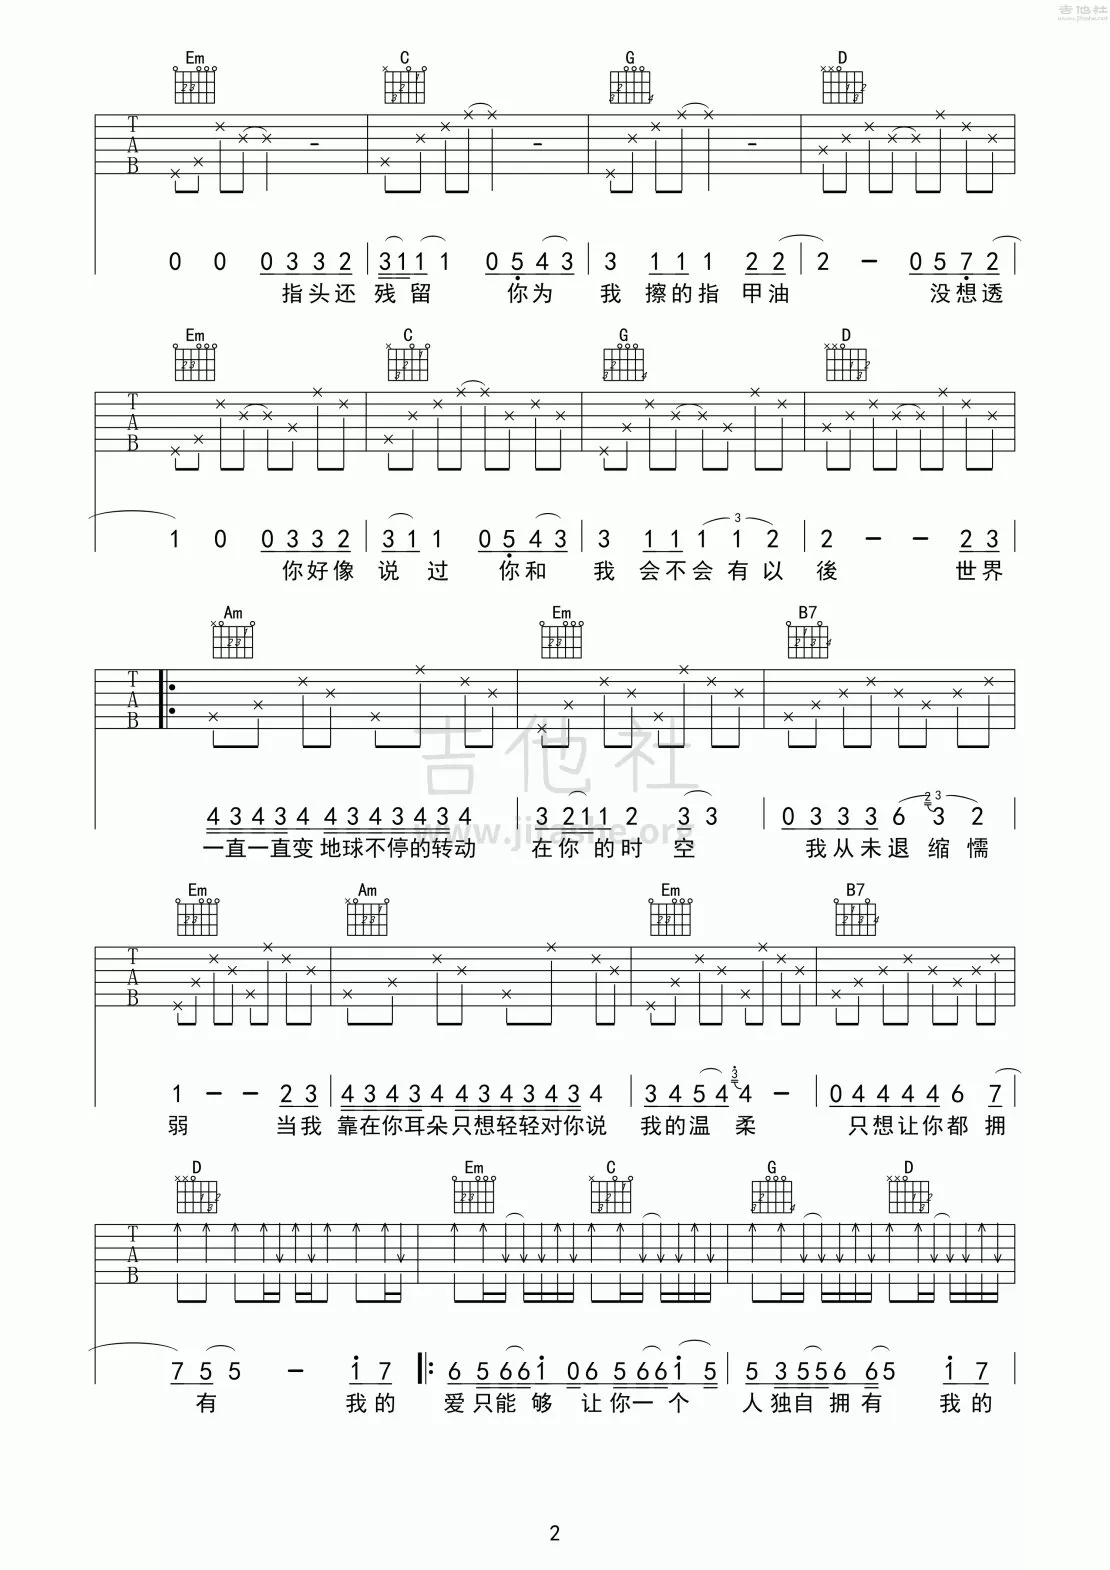 吉他社
www.jitashe.net
Em C G D
T
A
B
0 0 0 3 3 2 3 1 1 1 0 5 4 3 3 1 1 1 2 2 2 － 0 5 7 2
指头还 残留 你为 我 擦的指 甲油 没想透
Em C G D
T
A
B
3
1 0 0 3 3 2 3 1 1 0 5 4 3 3 1 1 1 1 2 2 － － 2 3
你好像 说 过 你和 我 会不会有以 後 世界
Am Em B7
T
A
B
吉他社
2 3
4 3 4 3 4 3 4 3 4 3 4 3 2 1 1 2 3 3 0 3 3 3 6 3 2
www.jitashe.org
一直一直变 地球不停的转动 在你 的时 空 我从未退 缩 懦
Em Am Em B7
T
A
B
3
1 － － 2 3 4 3 4 3 4 3 4 3 4 3 4 3 4 3 4 5 4 4 － 0 4 4 4 4 6 7
弱 当我 靠在你耳朵只想轻轻对你说 我的温 柔 只想让你都 拥
D Em C G D
T
A
B
7 5 5 － 1 7 6 5 6 6 1 0 6 5 6 6 1 5 5 3 5 5 6 6 5 1 7
有 我的 爱只能 够 让你一 个 人独自 拥有 我的
2